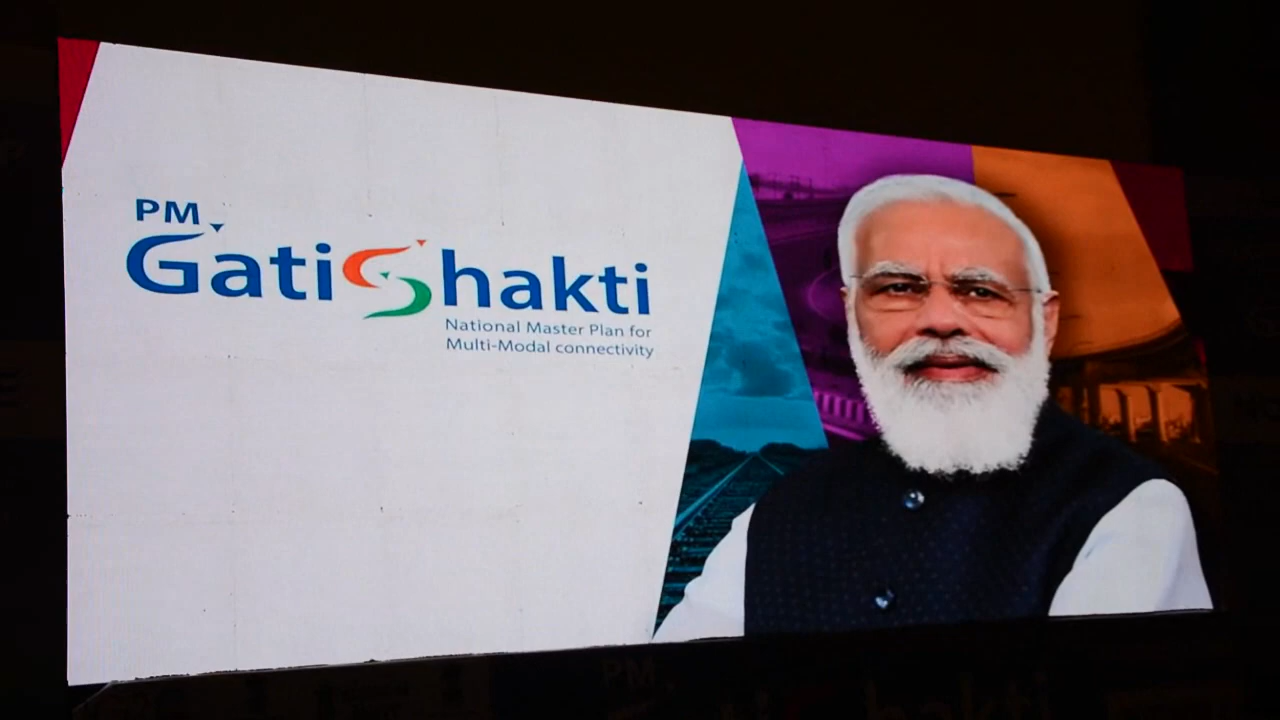 PM
GatiShakti
National Master Plan for
Multi-Modal connectivity